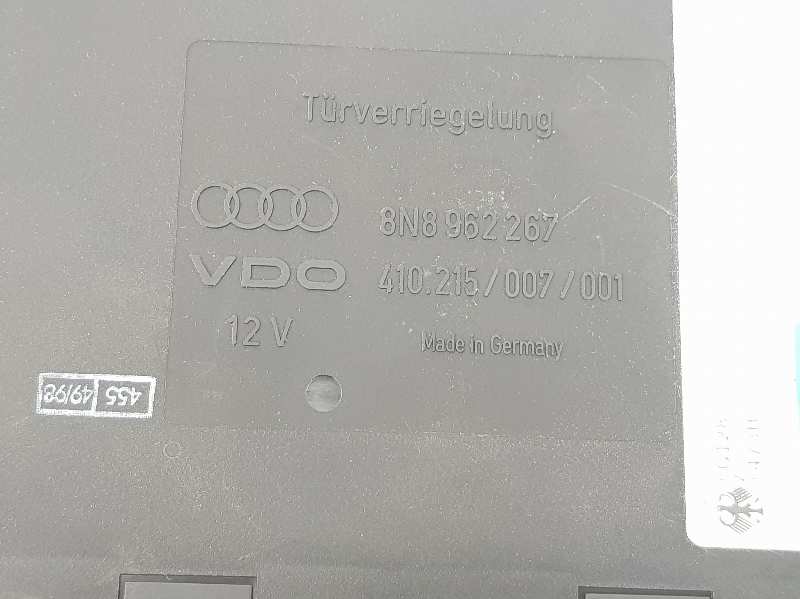 Türverriegelung
8N8 962 267
VDO 410.215/007/001
12 V Made in Germany
455 49/98